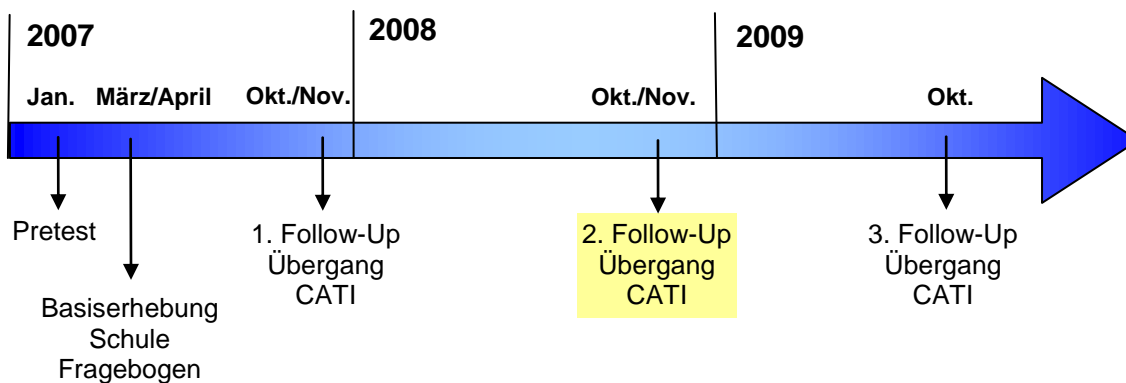 2007
2008
2009
Jan. März/April Okt./Nov. Okt./Nov. Okt.
Pretest
Basiserhebung
Schule
Fragebogen
1. Follow-Up
Übergang
CATI
2. Follow-Up
Übergang
CATI
3. Follow-Up
Übergang
CATI